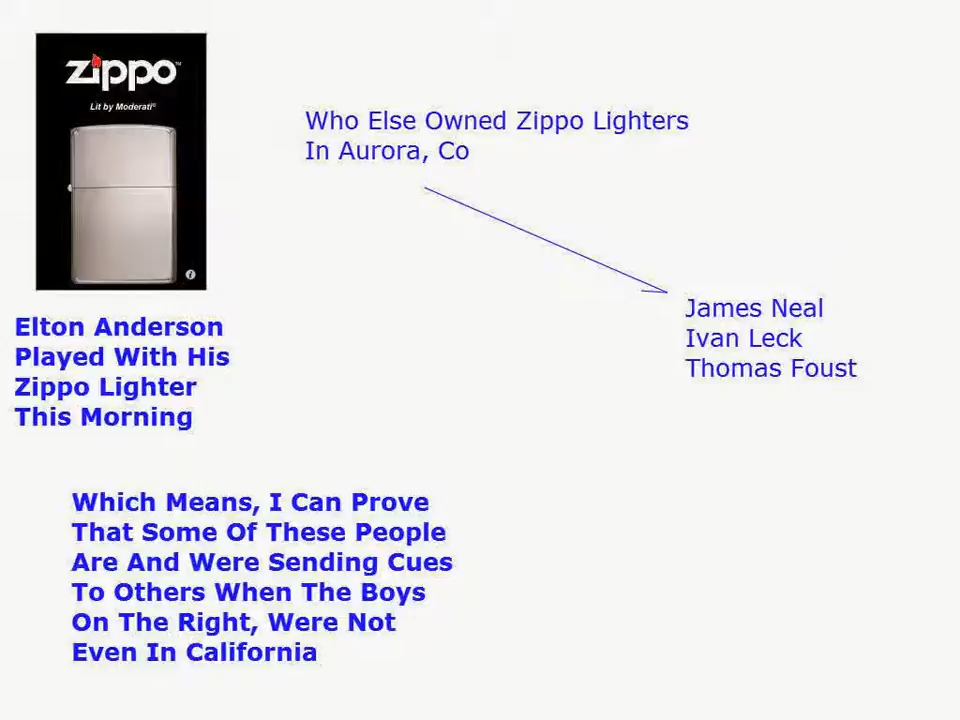 zippo™
Lit by Moderati®
i
Who Else Owned Zippo Lighters
In Aurora, Co
James Neal
Ivan Leck
Thomas Foust
Elton Anderson
Played With His
Zippo Lighter
This Morning
Which Means, I Can Prove
That Some Of These People
Are And Were Sending Cues
To Others When The Boys
On The Right, Were Not
Even In California